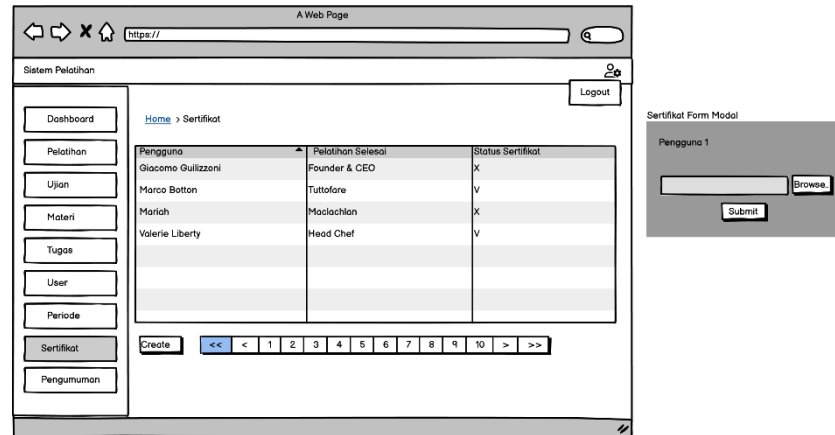 A Web Page
https://
Sistem Pelatihan
Logout
Dashboard
Pelatihan
Ujian
Materi
Tugas
User
Periode
Sertifikat
Pengumuman
Home > Sertifikat
Pengguna Pelatihan Selesai Status Sertifikat
Giacomo Guilizzoni Founder & CEO X
Marco Botton Tuttofare V
Mariah Maclachlan X
Valerie Liberty Head Chef V
Create << < 1 2 3 4 5 6 7 8 9 10 > >>
Sertifikat Form Modal
Pengguna 1
Browse..
Submit